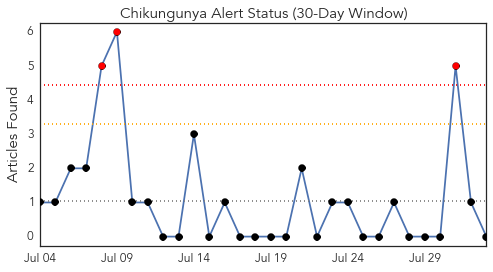 Chikungunya Alert Status (30-Day Window)
Articles Found
6
5
4
3
2
1
0
Jul 04
Jul 09
Jul 14
Jul 19
Jul 24
Jul 29